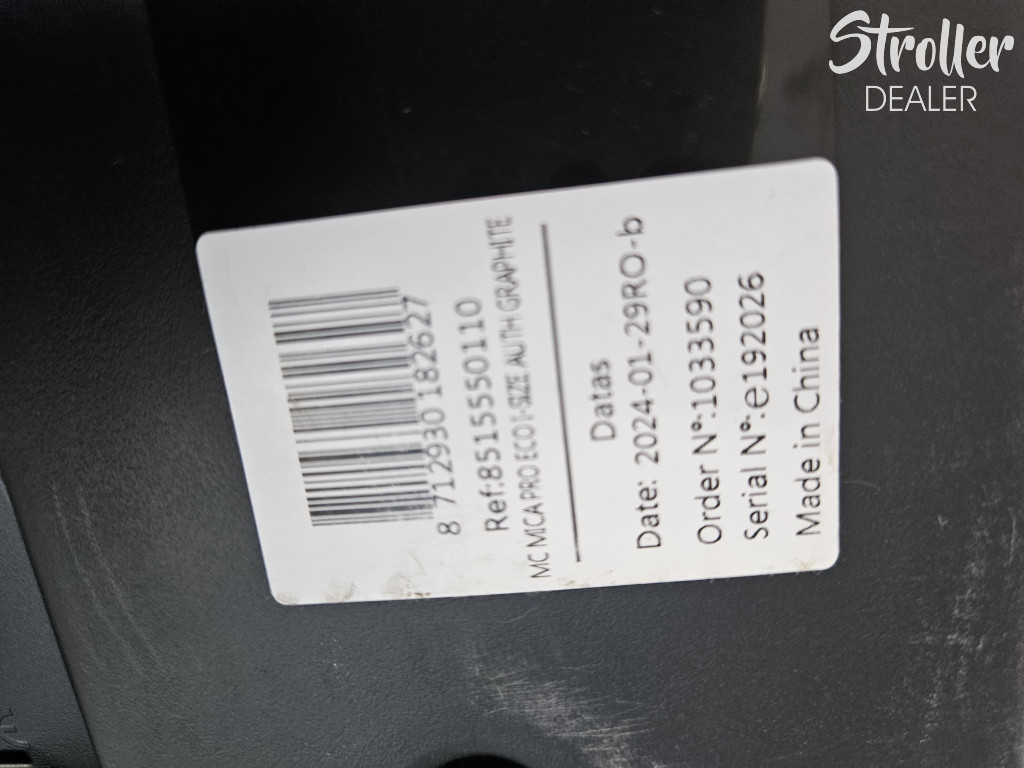 Stroller
DEALER
8 712930 182627
Ref:8515550110
MC MICA PRO ECO I-SIZE AUTH GRAPHITE
Datas
Date: 2024-01-29RO-b
Order N°:1033590
Serial N°:e192026
Made in China